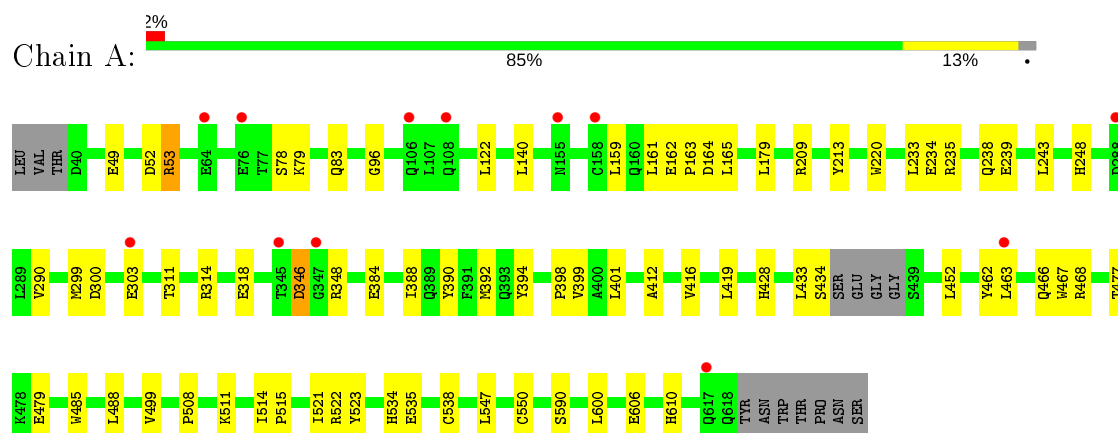 2%
Chain A:
85% 13% •
LEU VAL THR D40 E49 D52 R53 E64 E76 T77 S78 K79 Q83 G96 Q106 L107 Q108 L122 L140 N155 C158 L159 Q160 L161 E162 P163 D164 L165 L179 R209 Y213 W220 L233 E234 R235 Q238 E239 L243 H248 D288
L289 V290 M299 D300 E303 T311 R314 E318 T345 D346 G347 R348 E384 I388 Q389 Y390 F391 M392 Q393 Y394 P398 V399 A400 L401 A412 V416 L419 H428 L433 S434 SER GLU GLY GLY S439 L452 Y462 L463 Q466 W467 R468 T477
K478 E479 W485 L488 V499 P508 K511 I514 P515 I521 R522 Y523 H534 E535 C538 L547 C550 S590 L600 E606 H610 Q617 Q618 TYR ASN TRP THR PRO ASN SER